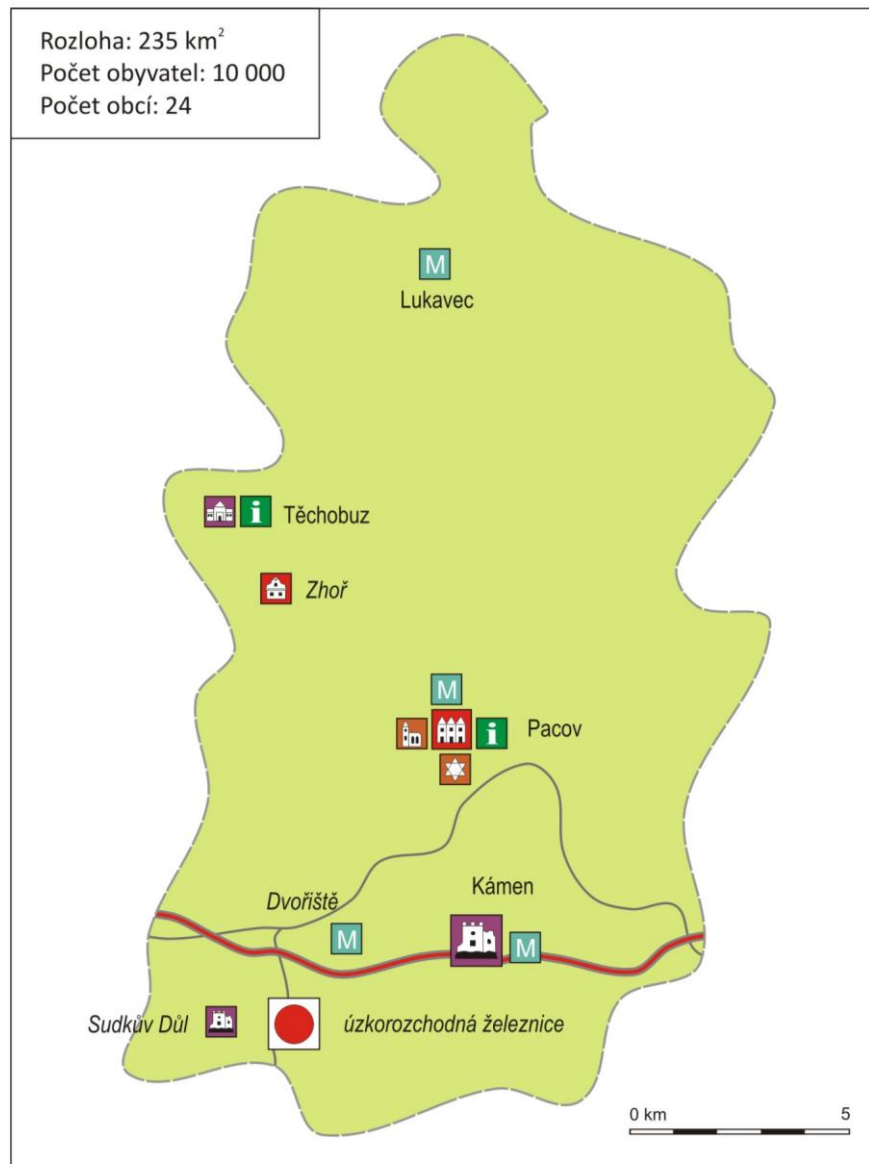 Rozloha: 235 km²
Počet obyvatel: 10 000
Počet obcí: 24
M
Lukavec
i Těchobuz
Zhoř
M
i Pacov
Dvořiště
Kámen
M
M
Sudkův Důl
úzkorozchodná železnice
0 km 5